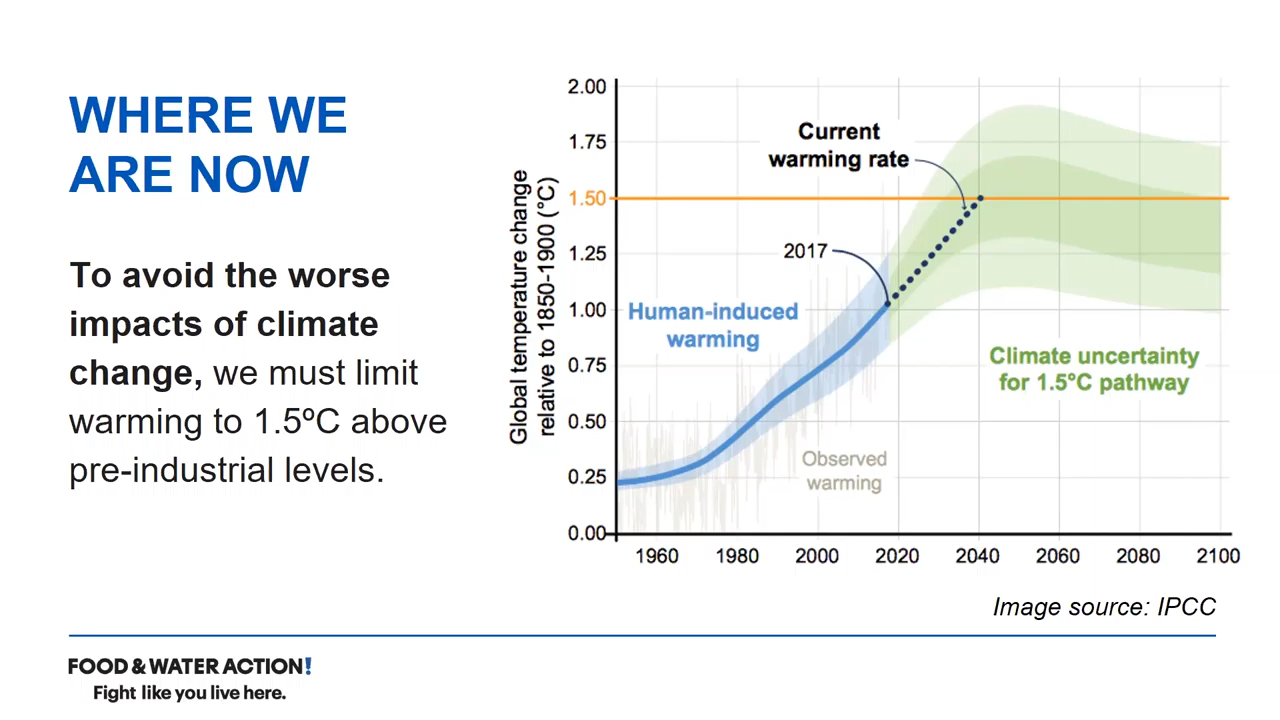 WHERE WE
ARE NOW
To avoid the worse
impacts of climate
change, we must limit
warming to 1.5ºC above
pre-industrial levels.
Global temperature change
relative to 1850-1900 (°C)
2.00
1.75
1.50
1.25
1.00
0.75
0.50
0.25
0.00
Current
warming rate
2017
Human-induced
warming
Climate uncertainty
for 1.5°C pathway
Observed
warming
1960 1980 2000 2020 2040 2060 2080 2100
Image source: IPCC
FOOD & WATER ACTION!
Fight like you live here.